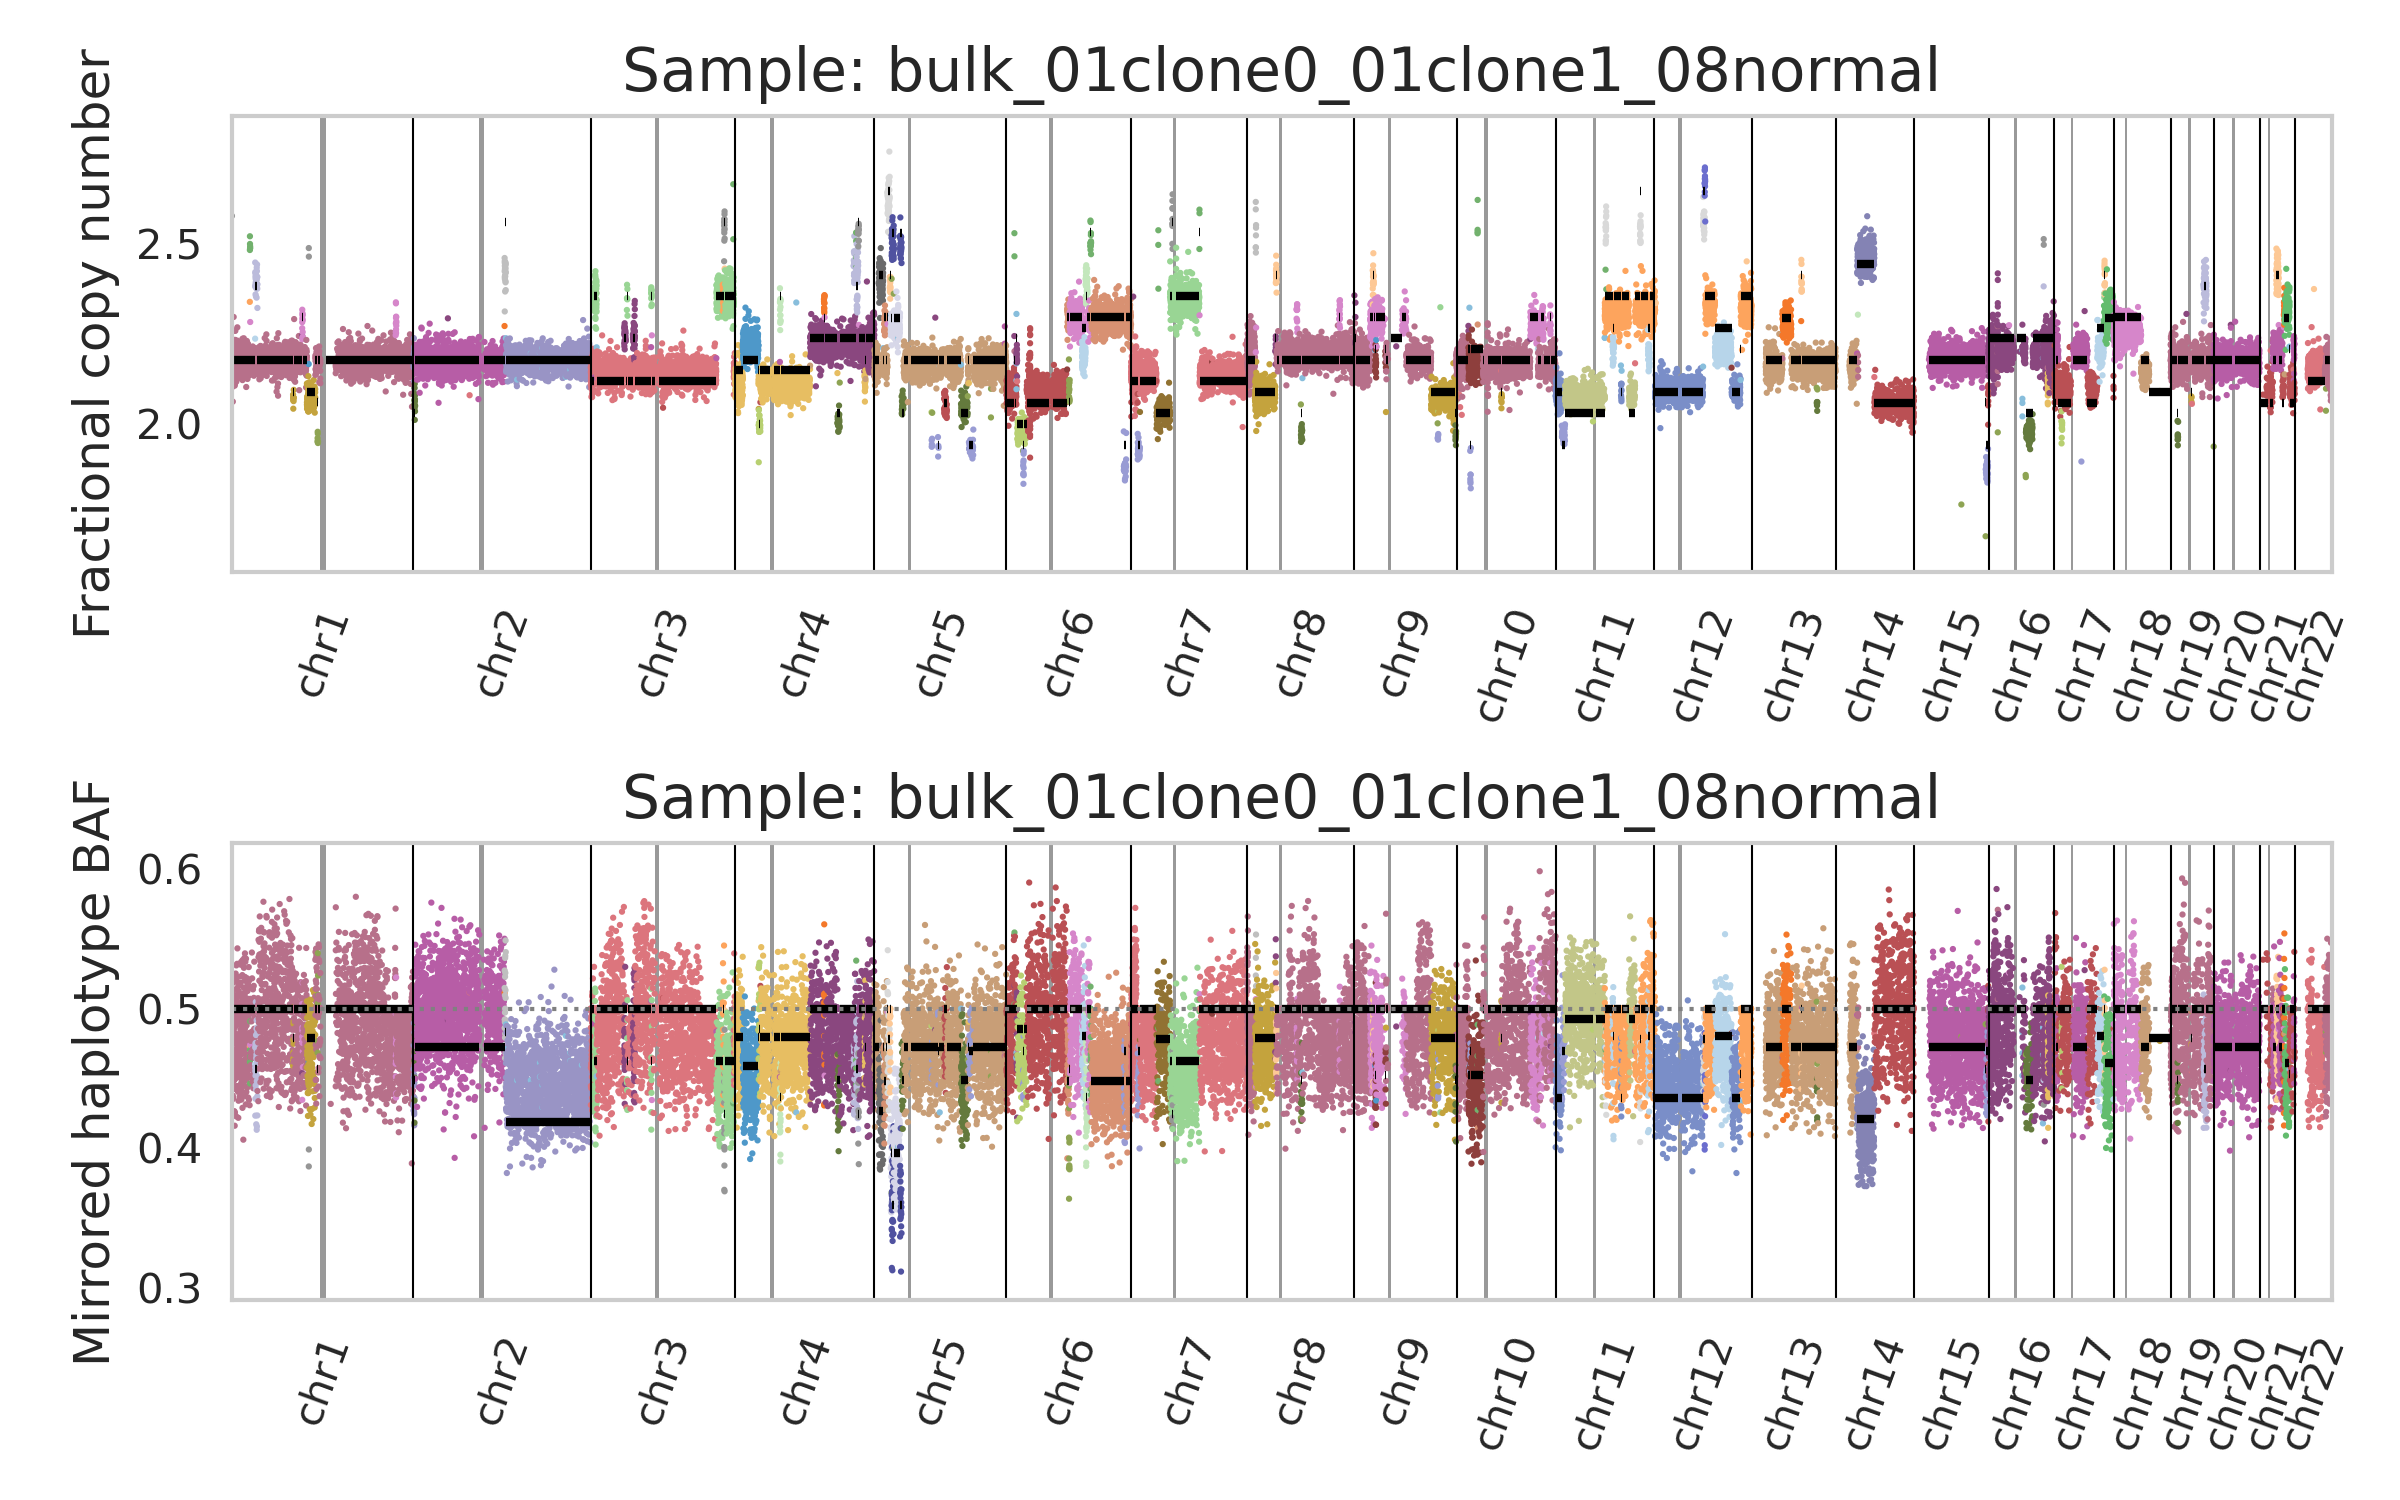 Sample: bulk_01clone0_01clone1_08normal
Fractional copy number
2.5
2.0
chr1
chr2
chr3
chr4
chr5
chr6
chr7
chr8
chr9
chr10
chr11
chr12
chr13
chr14
chr15
chr16
chr17
chr18
chr19
chr20
chr21
chr22
Sample: bulk_01clone0_01clone1_08normal
Mirrored haplotype BAF
0.6
0.5
0.4
0.3
chr1
chr2
chr3
chr4
chr5
chr6
chr7
chr8
chr9
chr10
chr11
chr12
chr13
chr14
chr15
chr16
chr17
chr18
chr19
chr20
chr21
chr22